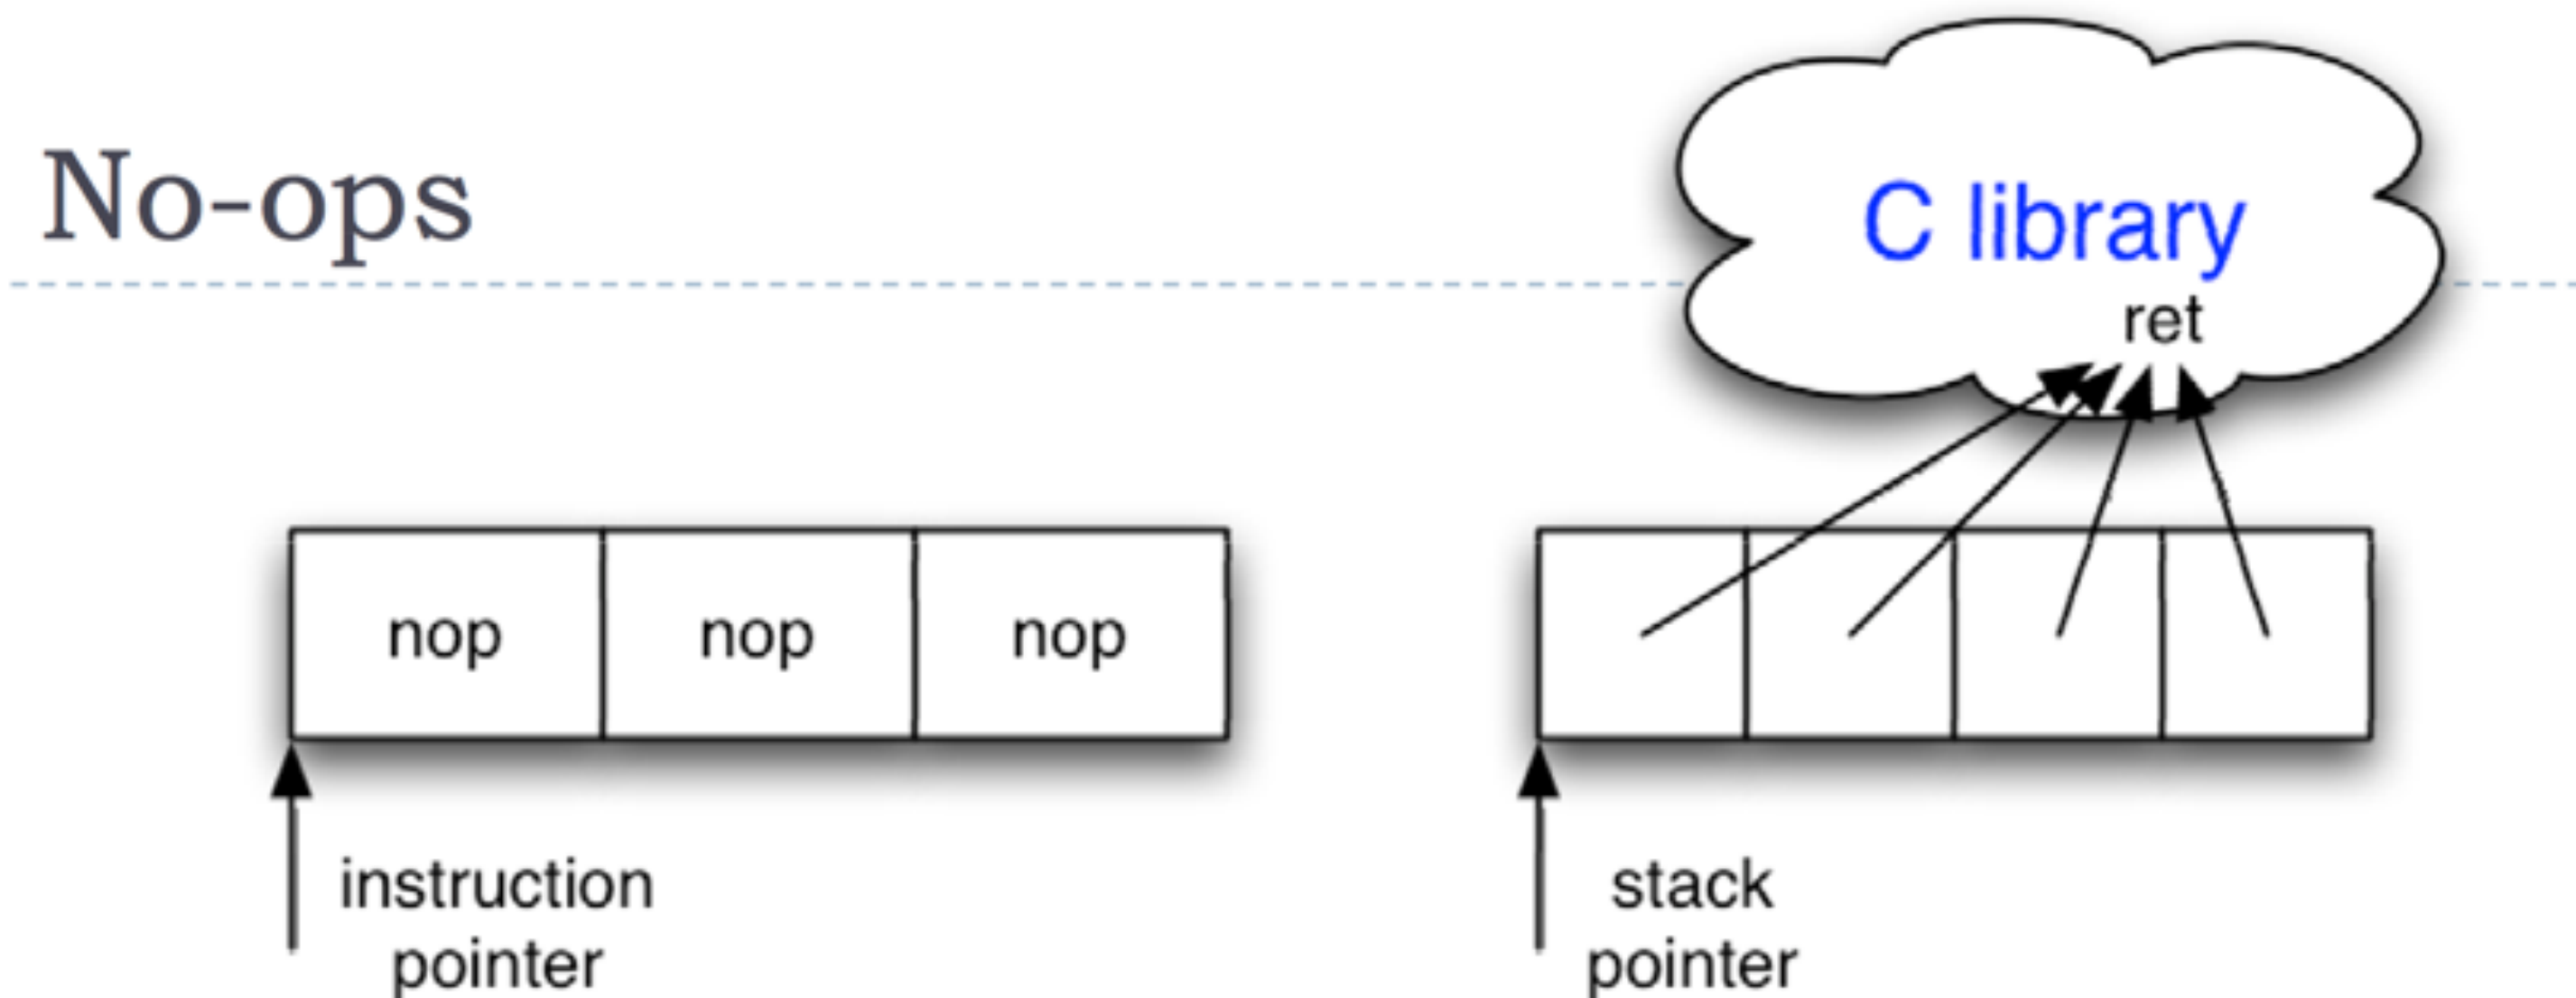 No-ops
C library
ret
nop nop nop
instruction
pointer
stack
pointer